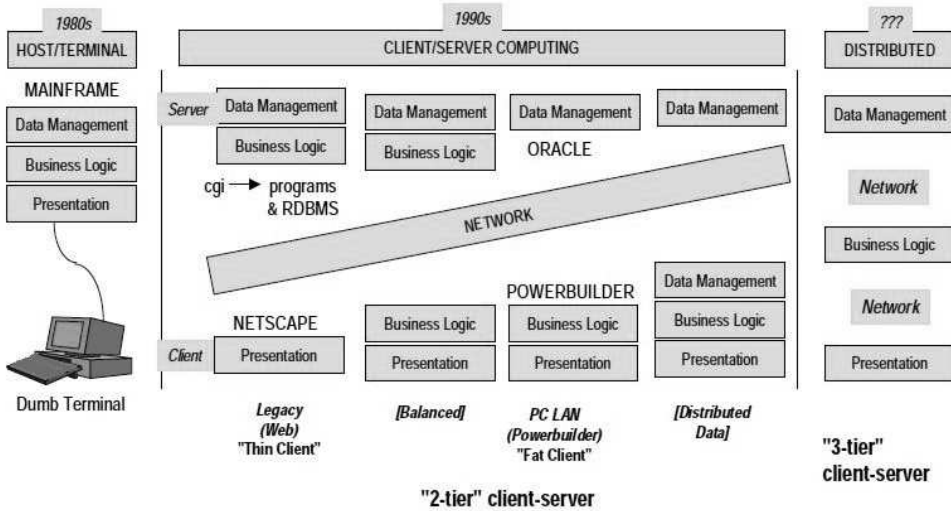 1980s
HOST/TERMINAL
MAINFRAME
Data Management
Business Logic
Presentation
Dumb Terminal
1990s
CLIENT/SERVER COMPUTING
Server
Data Management
Business Logic
cgi programs
& RDBMS
Data Management
Business Logic
Data Management
ORACLE
Data Management
NETWORK
Client
NETSCAPE
Presentation
Business Logic
Presentation
POWERBUILDER
Business Logic
Presentation
Data Management
Business Logic
Presentation
Legacy
(Web)
"Thin Client"
[Balanced]
PC LAN
(Powerbuilder)
"Fat Client"
[Distributed
Data]
"2-tier" client-server
???
DISTRIBUTED
Data Management
Network
Business Logic
Network
Presentation
"3-tier"
client-server